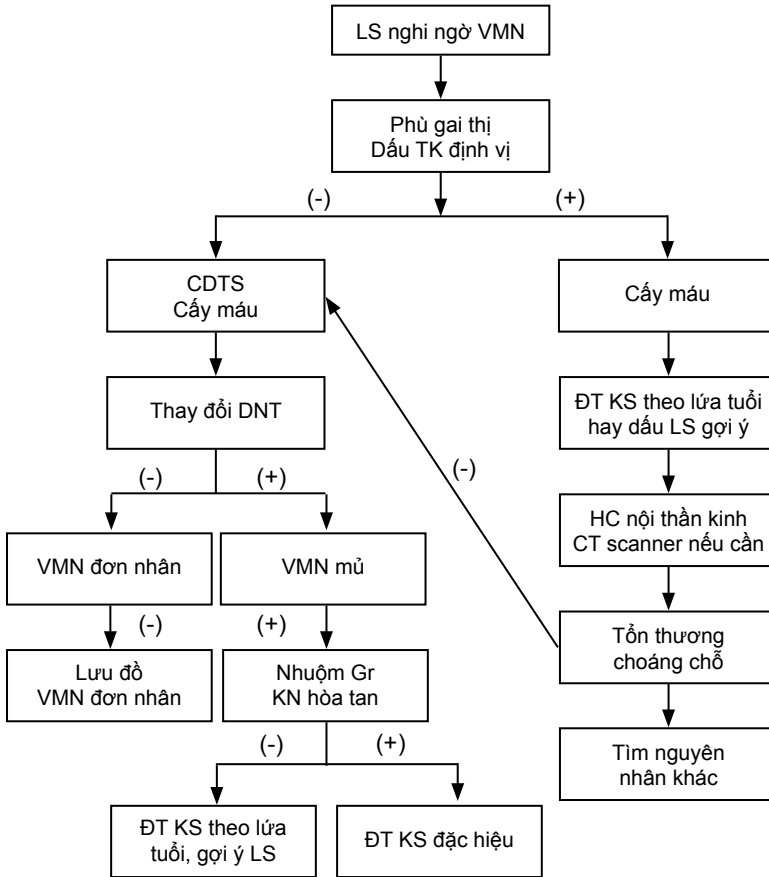 LS nghi ngờ VMN
Phù gai thị
Dấu TK định vị
(-)
(+)
CDTS
Cấy máu
Cấy máu
Thay đổi DNT
ĐT KS theo lứa tuổi
hay dấu LS gợi ý
(-)
(+)
(-)
VMN đơn nhân
VMN mủ
HC nội thần kinh
CT scanner nếu cần
(-)
(+)
Lưu đồ
VMN đơn nhân
Nhuộm Gr
KN hòa tan
Tổn thương
choáng chỗ
(-)
(+)
Tìm nguyên
nhân khác
ĐT KS theo lứa
tuổi, gợi ý LS
ĐT KS đặc hiệu